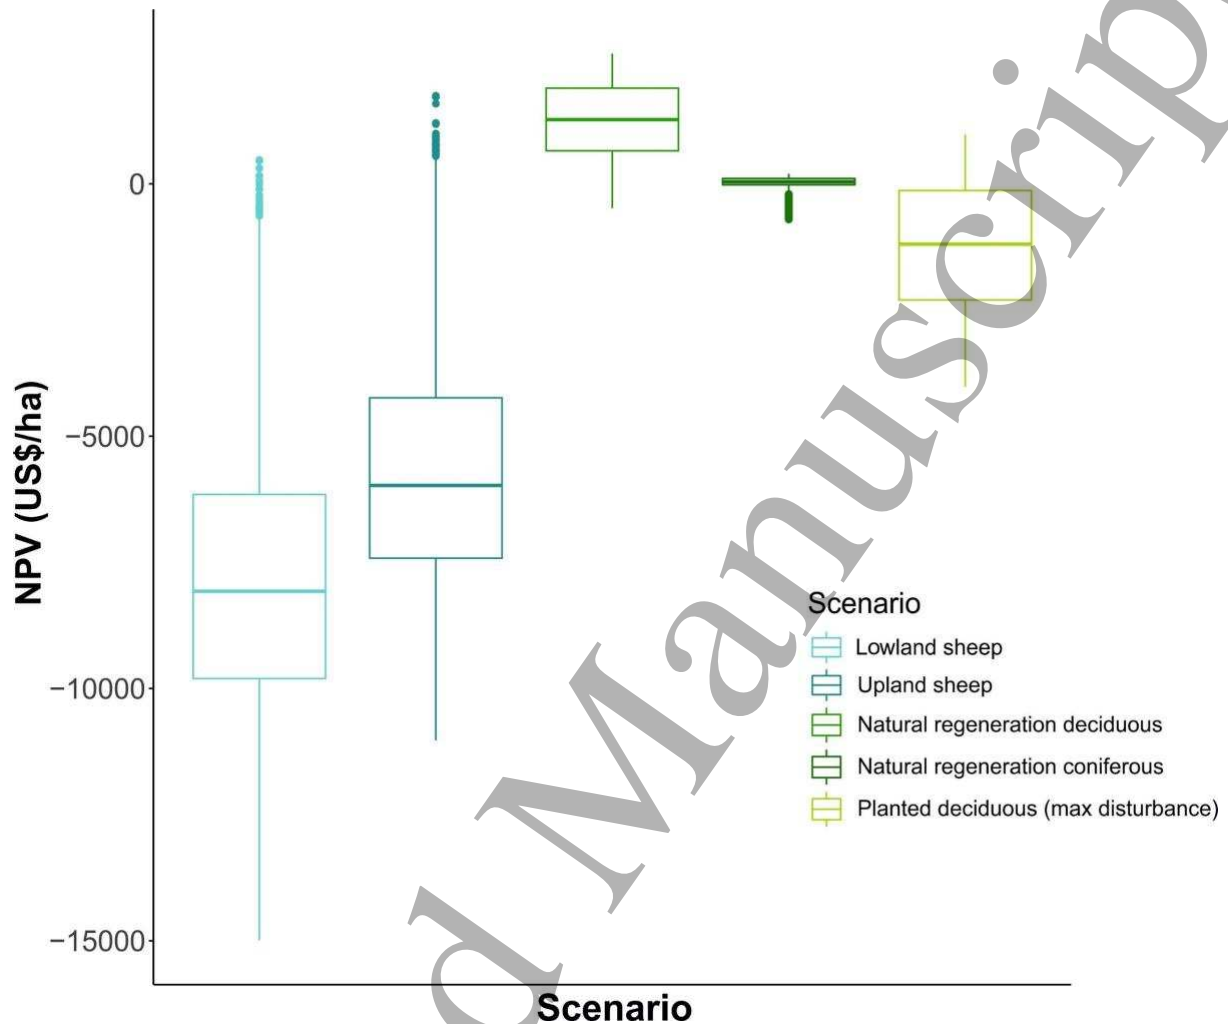 0
−5000
−10000
−15000
NPV (US$/ha)
Scenario
Lowland sheep
Upland sheep
Natural regeneration deciduous
Natural regeneration coniferous
Planted deciduous (max disturbance)
Scenario
d Manuscrip